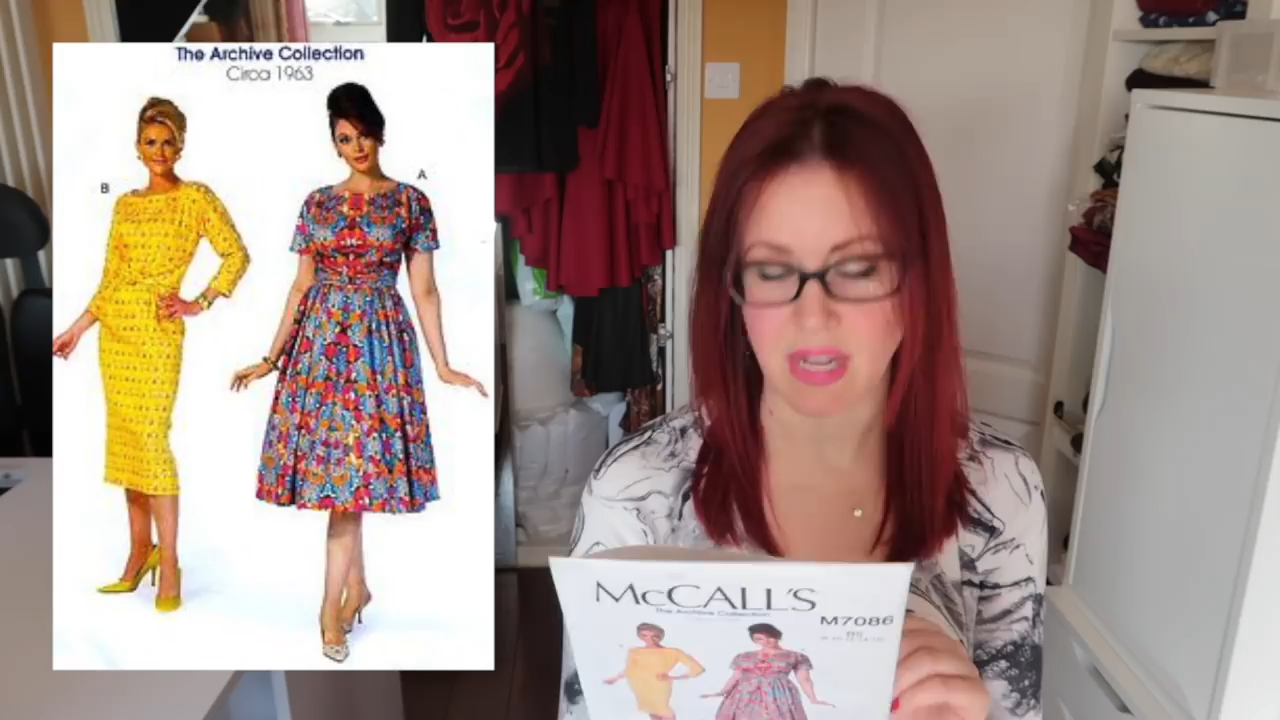 The Archive Collection
Circa 1963
B
A
McCALL'S
The Archive Collection
M7086